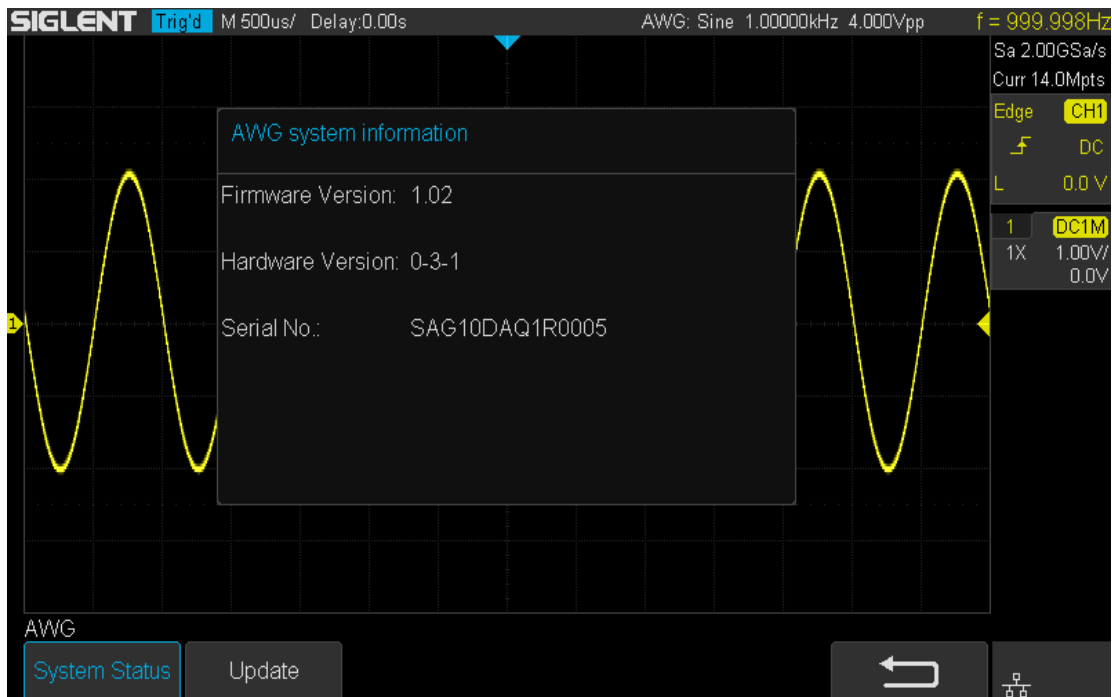 SIGLENT Trig'd M 500us/ Delay:0.00s AWG: Sine 1.00000kHz 4.000Vpp f = 999.998Hz
Sa 2.00GSa/s
Curr 14.0Mpts
Edge CH1
DC
L 0.0 V
1 DC1M
1X 1.00V/
0.0V
AWG system information
Firmware Version: 1.02
Hardware Version: 0-3-1
Serial No.: SAG10DAQ1R0005
1
AWG
System Status Update